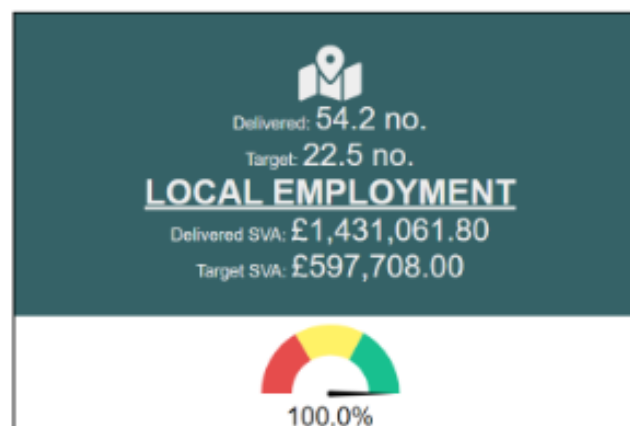 Delivered: 54.2 no.
Target: 22.5 no.
LOCAL EMPLOYMENT
Delivered SVA: £1,431,061.80
Target SVA: £597,708.00
100.0%